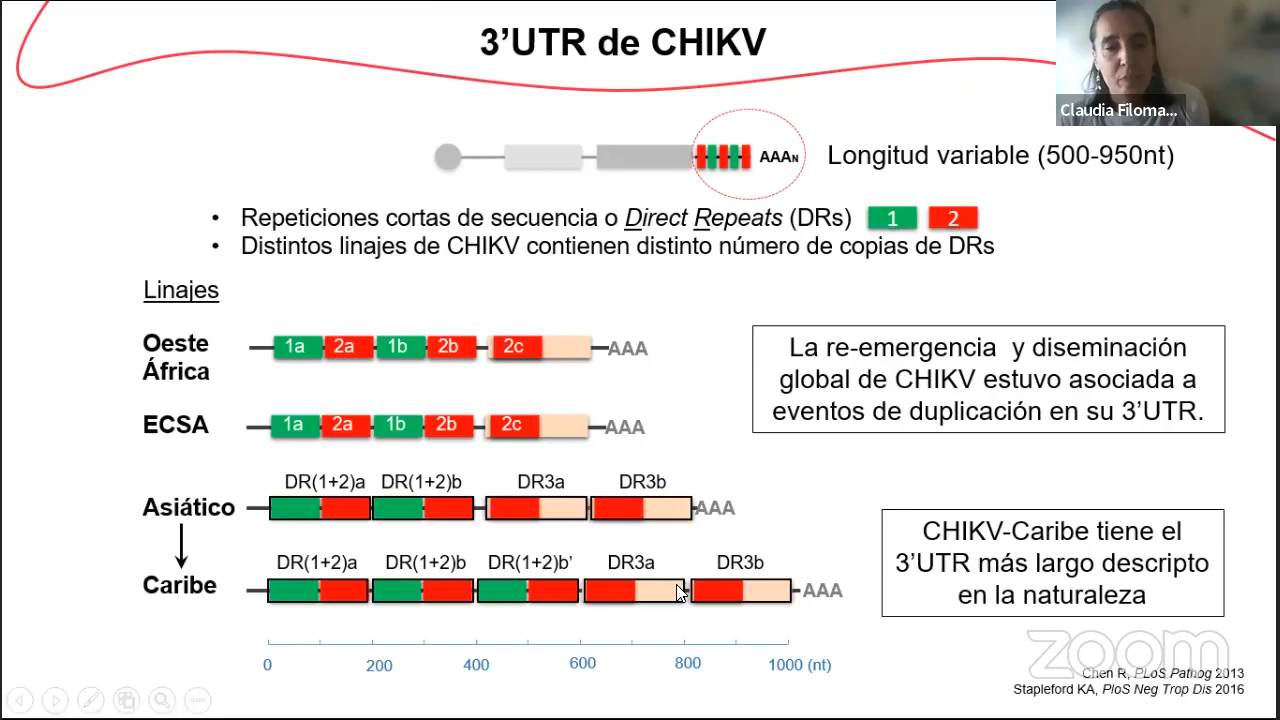 3’UTR de CHIKV
Claudia Filoma...
AAAN
Longitud variable (500-950nt)
• Repeticiones cortas de secuencia o Direct Repeats (DRs) 1 2
• Distintos linajes de CHIKV contienen distinto número de copias de DRs
Linajes
Oeste
África
1a 2a 1b 2b 2c AAA
La re-emergencia y diseminación
global de CHIKV estuvo asociada a
eventos de duplicación en su 3’UTR.
ECSA
1a 2a 1b 2b 2c AAA
DR(1+2)a DR(1+2)b DR3a DR3b
Asiático AAA
DR(1+2)a DR(1+2)b DR(1+2)b’ DR3a DR3b
Caribe AAA
CHIKV-Caribe tiene el
3’UTR más largo descripto
en la naturaleza
0 200 400 600 800 1000 (nt)
zoom
Chen R, PLoS Pathog 2013
Stapleford KA, PloS Neg Trop Dis 2016